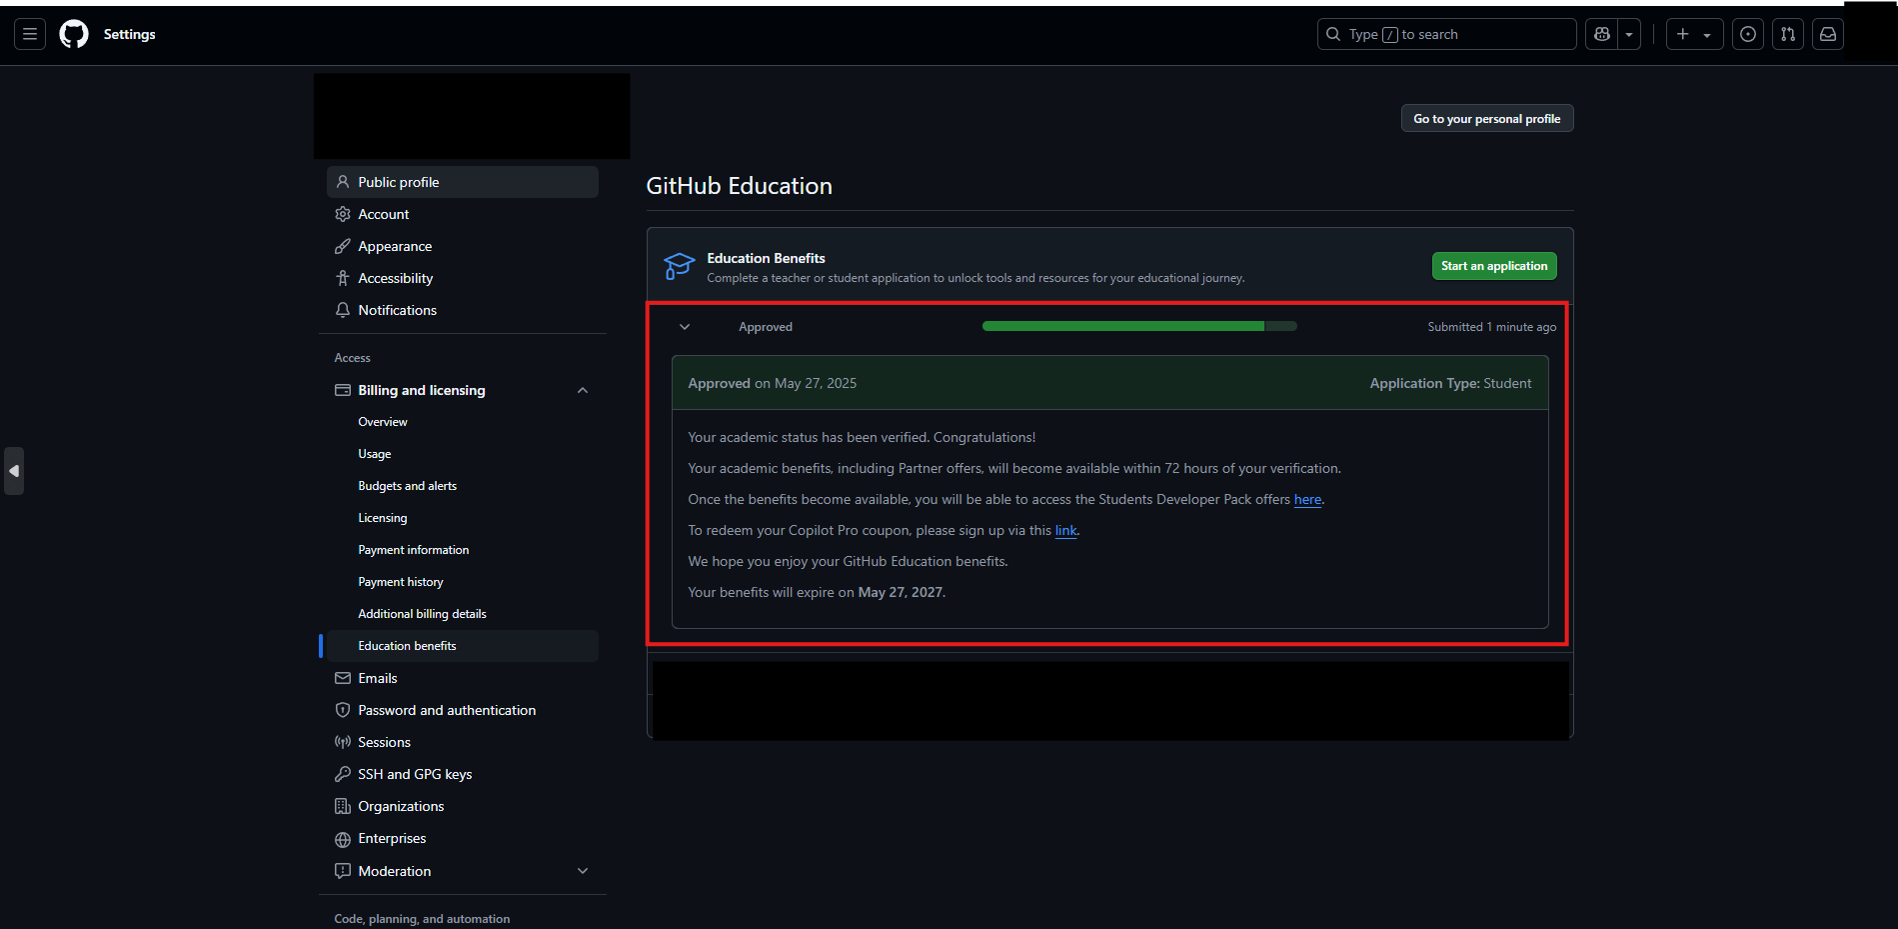 Settings
Type / to search
Go to your personal profile
Public profile
Account
Appearance
Accessibility
Notifications
Access
Billing and licensing
Overview
Usage
Budgets and alerts
Licensing
Payment information
Payment history
Additional billing details
Education benefits
Emails
Password and authentication
Sessions
SSH and GPG keys
Organizations
Enterprises
Moderation
Code, planning, and automation
GitHub Education
Education Benefits
Complete a teacher or student application to unlock tools and resources for your educational journey.
Start an application
Approved
Submitted 1 minute ago
Approved on May 27, 2025
Application Type: Student
Your academic status has been verified. Congratulations!
Your academic benefits, including Partner offers, will become available within 72 hours of your verification.
Once the benefits become available, you will be able to access the Students Developer Pack offers here.
To redeem your Copilot Pro coupon, please sign up via this link.
We hope you enjoy your GitHub Education benefits.
Your benefits will expire on May 27, 2027.